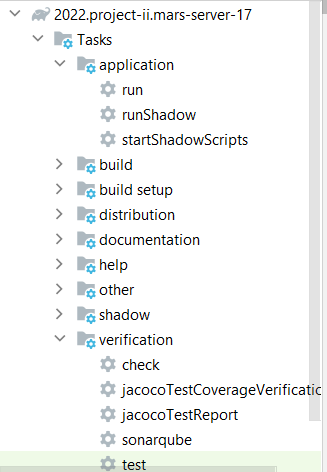 2022.project-ii.mars-server-17
Tasks
application
run
runShadow
startShadowScripts
build
build setup
distribution
documentation
help
other
shadow
verification
check
jacocoTestCoverageVerificatio
jacocoTestReport
sonarqube
test